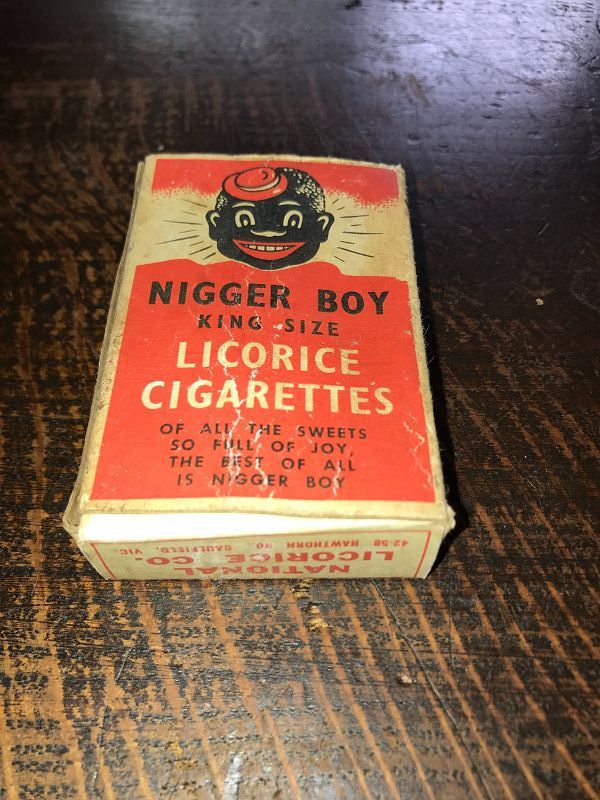 NIGGER BOY
KING SIZE
LICORICE
CIGARETTES
OF ALL THE SWEETS
SO FULL OF JOY,
THE BEST OF ALL
IS NIGGER BOY
NATIONAL
LICORICE CO.
42-58 HAWTHORN RD, CAULFIELD, VIC.